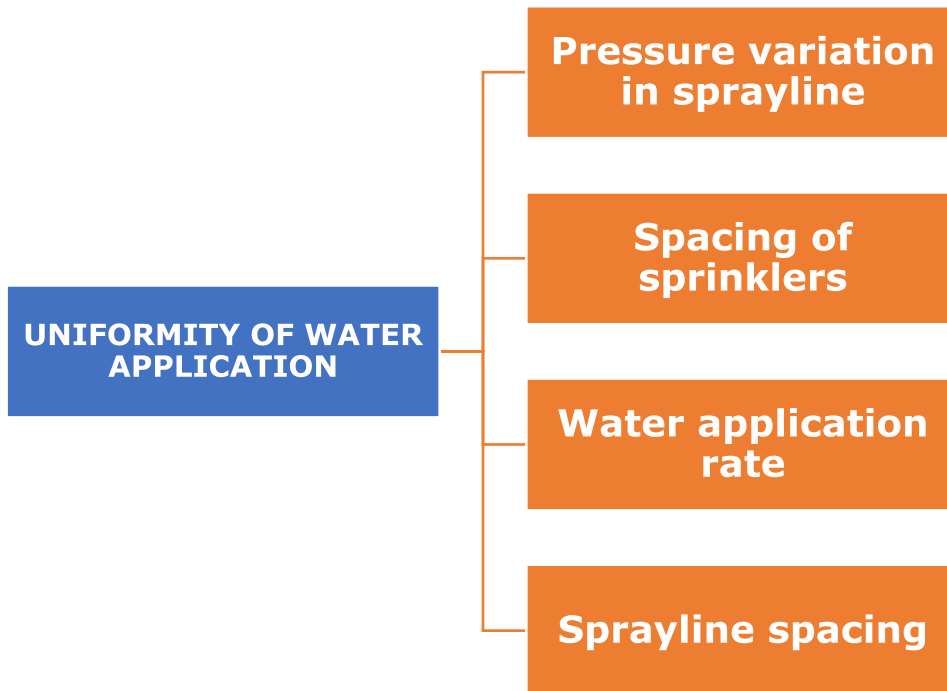 Pressure variation
in sprayline
Spacing of
sprinklers
UNIFORMITY OF WATER
APPLICATION
Water application
rate
Sprayline spacing